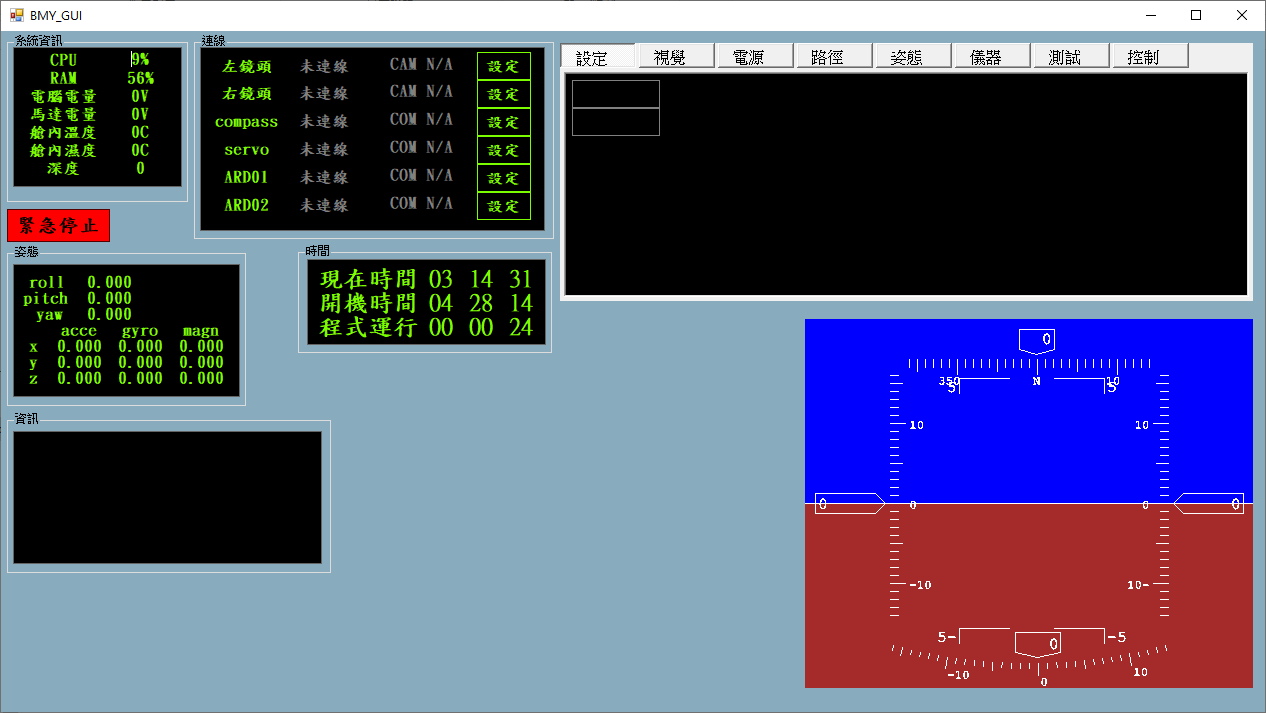 BMY_GUI
系統資訊
CPU 9%
RAM 56%
電腦電量 0V
馬達電量 0V
艙內溫度 0C
艙內濕度 0C
深度 0
連線
左鏡頭 未連線 CAM N/A 設定
右鏡頭 未連線 CAM N/A 設定
compass 未連線 COM N/A 設定
servo 未連線 COM N/A 設定
ARD01 未連線 COM N/A 設定
ARD02 未連線 COM N/A 設定
設定 視覺 電源 路徑 姿態 儀器 測試 控制
緊急停止
姿態
roll 0.000
pitch 0.000
yaw 0.000
acce gyro magn
x 0.000 0.000 0.000
y 0.000 0.000 0.000
z 0.000 0.000 0.000
時間
現在時間 03 14 31
開機時間 04 28 14
程式運行 00 00 24
資訊
0
350 N 10
5 5
10 10
0 0 0 0
-10 10-
5- 0 -5
-10 0 10